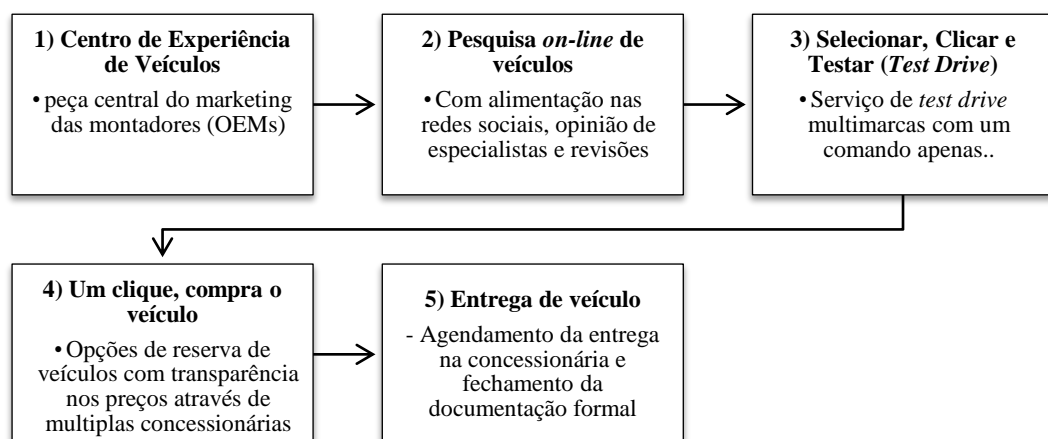 1) Centro de Experiência
de Veículos
• peça central do marketing
das montadores (OEMs)
2) Pesquisa on-line de
veículos
• Com alimentação nas
redes sociais, opinião de
especialistas e revisões
3) Selecionar, Clicar e
Testar (Test Drive)
• Serviço de test drive
multimarcas com um
comando apenas..
4) Um clique, compra o
veículo
• Opções de reserva de
veículos com transparência
nos preços através de
multiplas concessionárias
5) Entrega de veículo
- Agendamento da entrega
na concessionária e
fechamento da
documentação formal